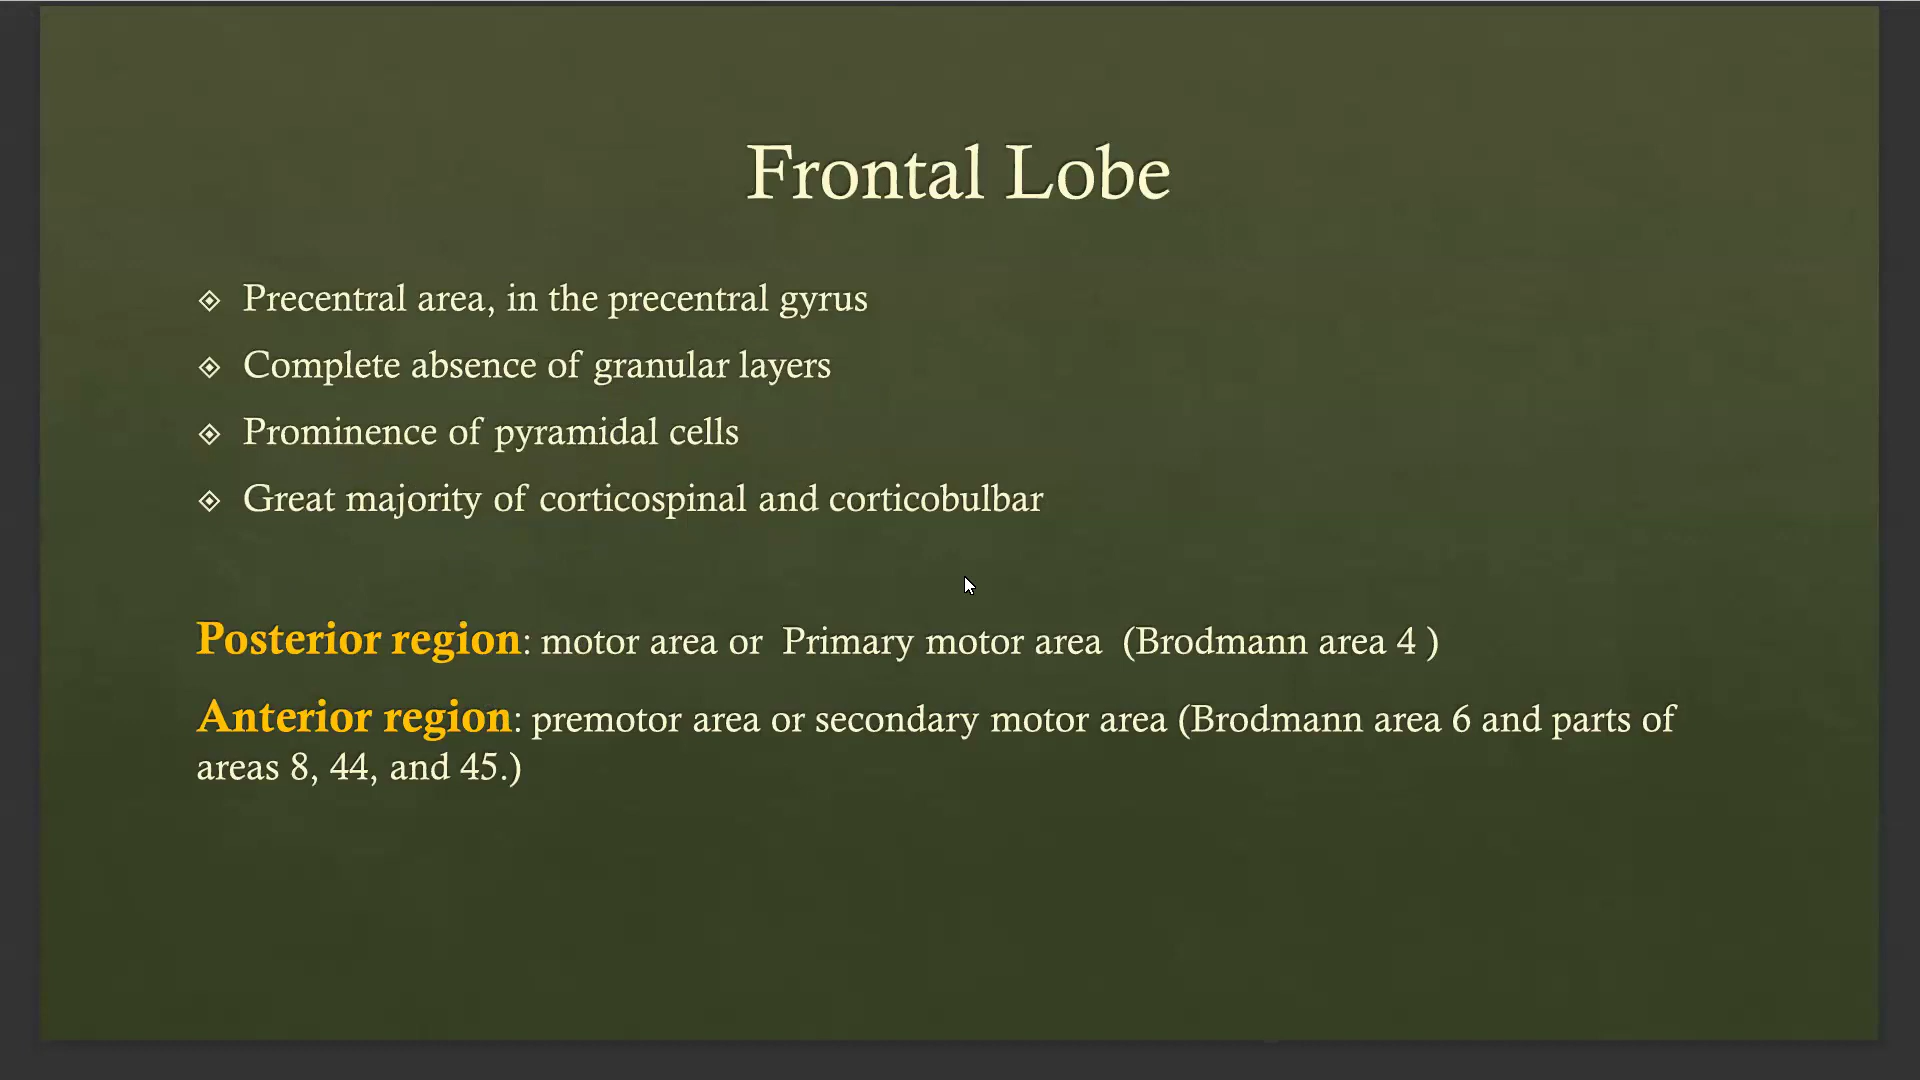 Frontal Lobe
Precentral area, in the precentral gyrus
Complete absence of granular layers
Prominence of pyramidal cells
Great majority of corticospinal and corticobulbar
Posterior region: motor area or  Primary motor area  (Brodmann area 4 )
Anterior region: premotor area or secondary motor area (Brodmann area 6 and parts of
areas 8, 44, and 45.)